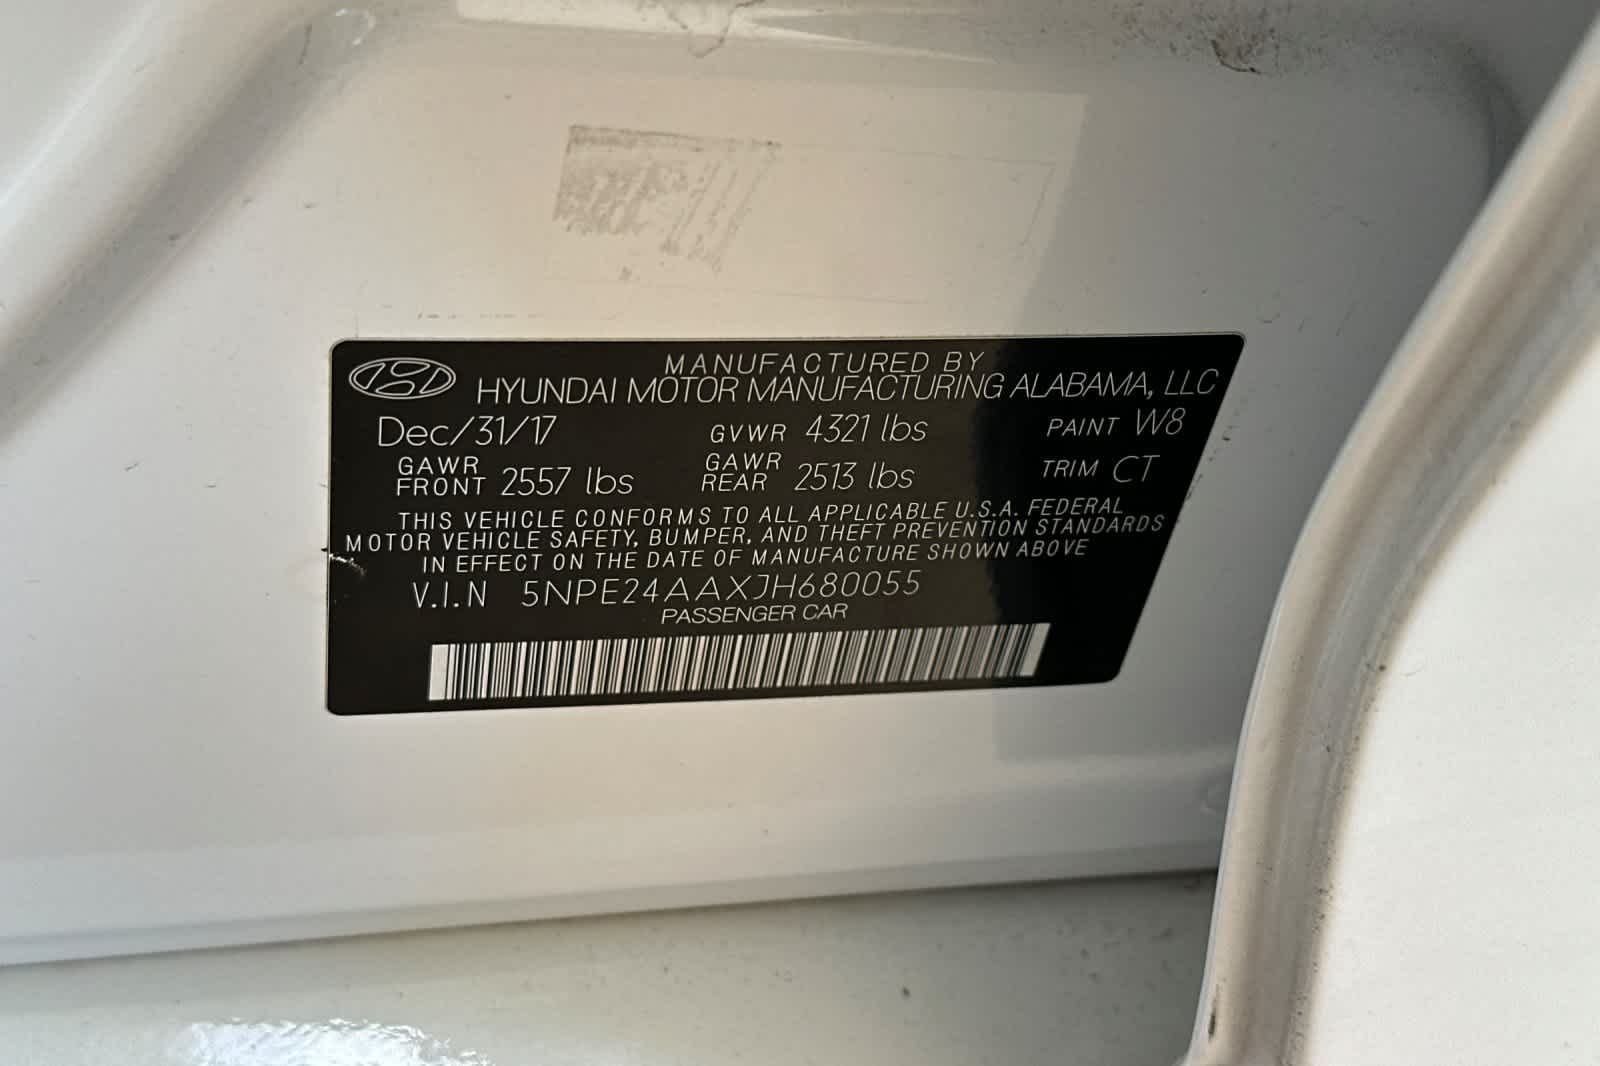 MANUFACTURED BY
HYUNDAI MOTOR MANUFACTURING ALABAMA, LLC
Dec/31/17 GVWR 4321 lbs PAINT W8
GAWR FRONT 2557 lbs GAWR REAR 2513 lbs TRIM CT
THIS VEHICLE CONFORMS TO ALL APPLICABLE U.S.A. FEDERAL
MOTOR VEHICLE SAFETY, BUMPER, AND THEFT PREVENTION STANDARDS
IN EFFECT ON THE DATE OF MANUFACTURE SHOWN ABOVE
V.I.N 5NPE24AAXJH680055
PASSENGER CAR